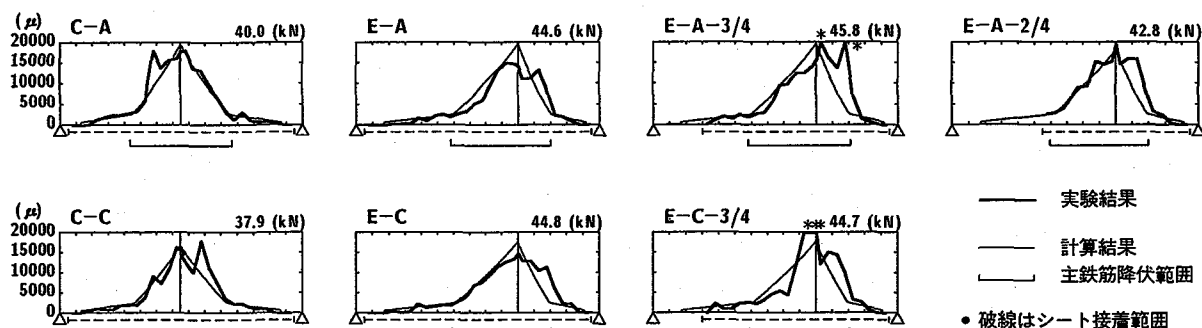 (μ)
C-A
40.0 (kN)
E-A
44.6 (kN)
E-A-3/4
* 45.8 (kN)
*
E-A-2/4
42.8 (kN)
20000
15000
10000
5000
0
(μ)
C-C
37.9 (kN)
E-C
44.8 (kN)
E-C-3/4
44.7 (kN)
**
20000
15000
10000
5000
0
実験結果
計算結果
主鉄筋降伏範囲
• 破線はシート接着範囲